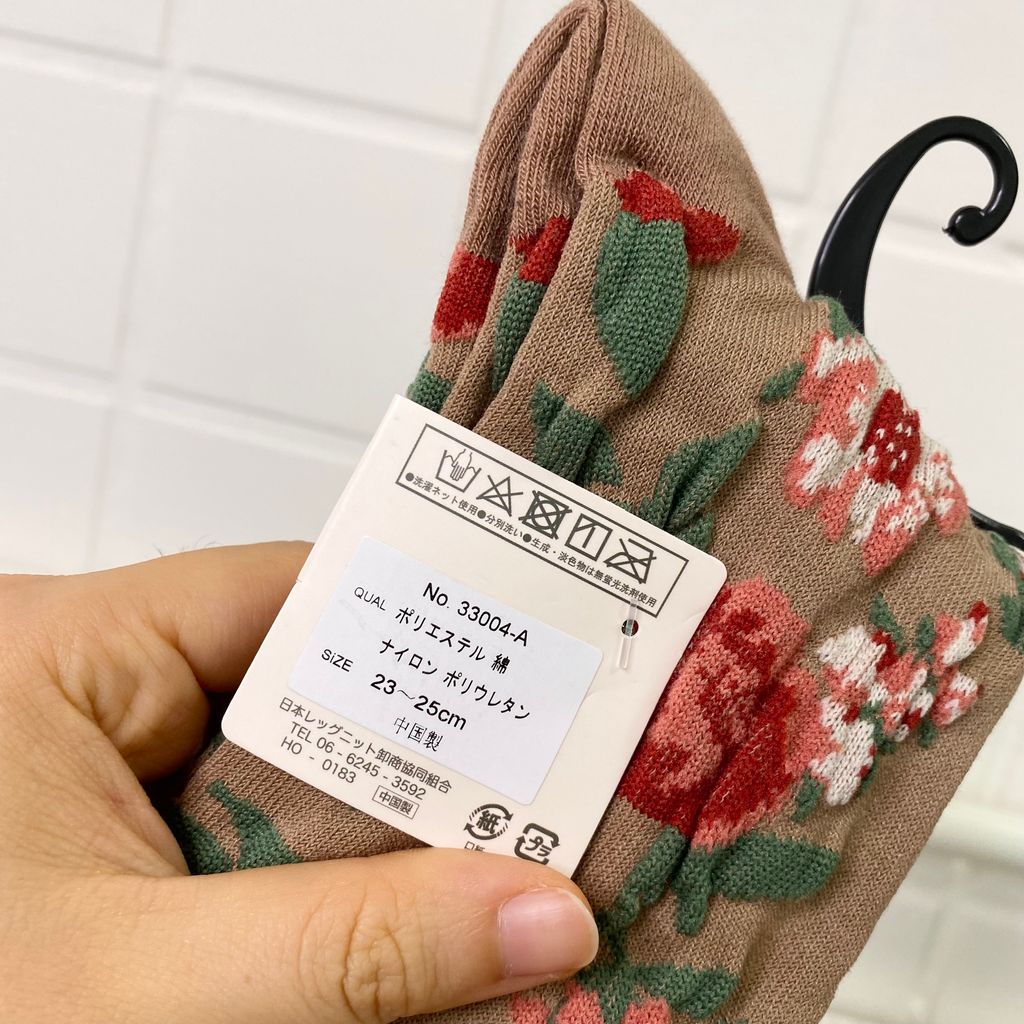 ●洗濯ネット使用●分別洗い●生成・淡色物は無蛍光洗剤使用
No. 33004-A
QUAL ポリエステル 綿
ナイロン ポリウレタン
SiZE 23～25cm
中国製
日本レッグニット卸商協同組合
TEL 06 - 6245 - 3592
HO - 0183 中国製
紙 プラ